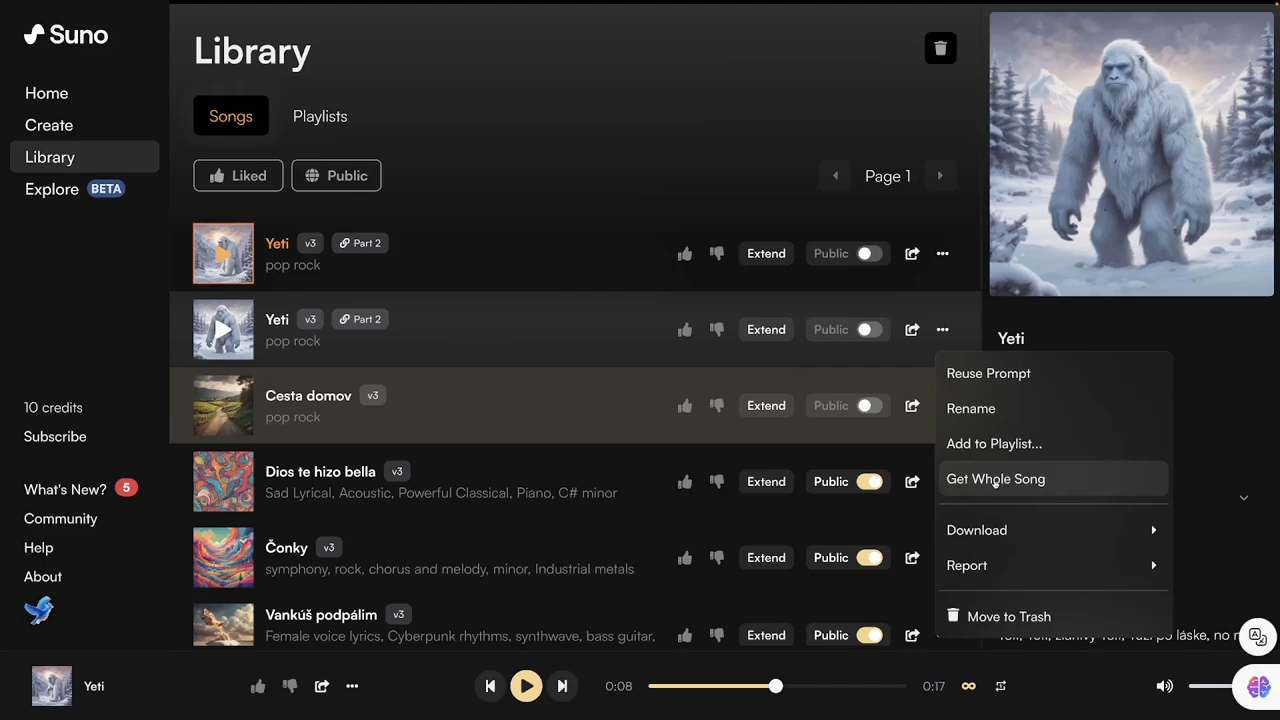 Suno
Home
Create
Library
Explore BETA
10 credits
Subscribe
What's New? 5
Community
Help
About
Library
Songs Playlists
Liked Public
Page 1
Yeti v3 Part 2
pop rock
Extend Public
Yeti v3 Part 2
pop rock
Extend Public
Cesta domov v3
pop rock
Extend Public
Dios te hizo bella v3
Sad Lyrical, Acoustic, Powerful Classical, Piano, C# minor
Extend Public
Čonky v3
symphony, rock, chorus and melody, minor, Industrial metals
Extend Public
Vankúš podpálim v3
Female voice lyrics, Cyberpunk rhythms, synthwave, bass guitar,
Extend Public
Yeti
Reuse Prompt
Rename
Add to Playlist...
Get Whole Song
Download
Report
Move to Trash
Yeti
0:08 0:17